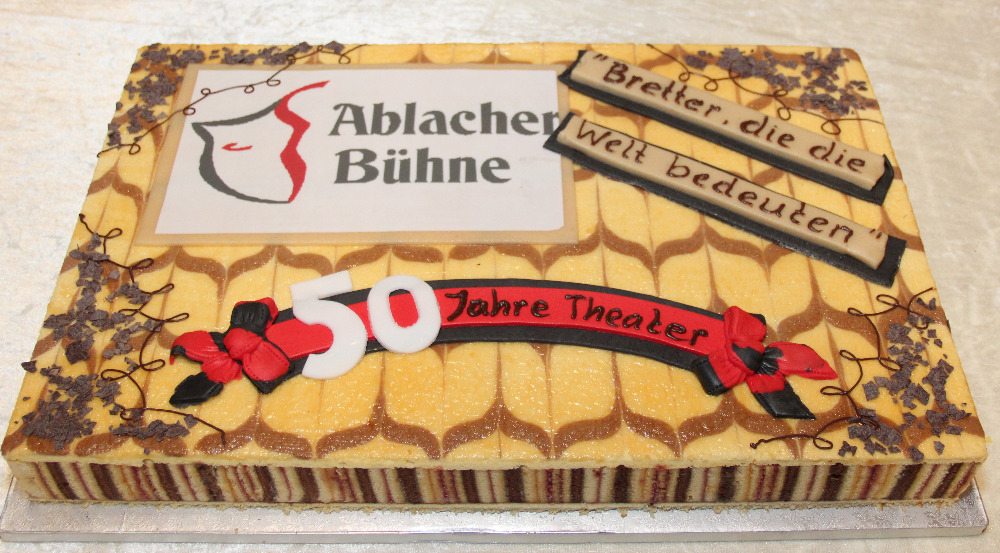 Ablacher
Bühne
"Bretter, die die
Welt bedeuten"
50 Jahre Theater